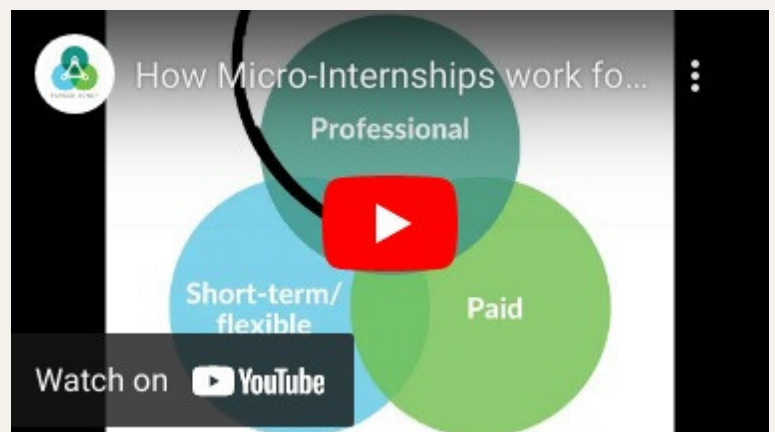 How Micro-Internships work fo...
Professional
Short-term/
flexible
Paid
Watch on YouTube